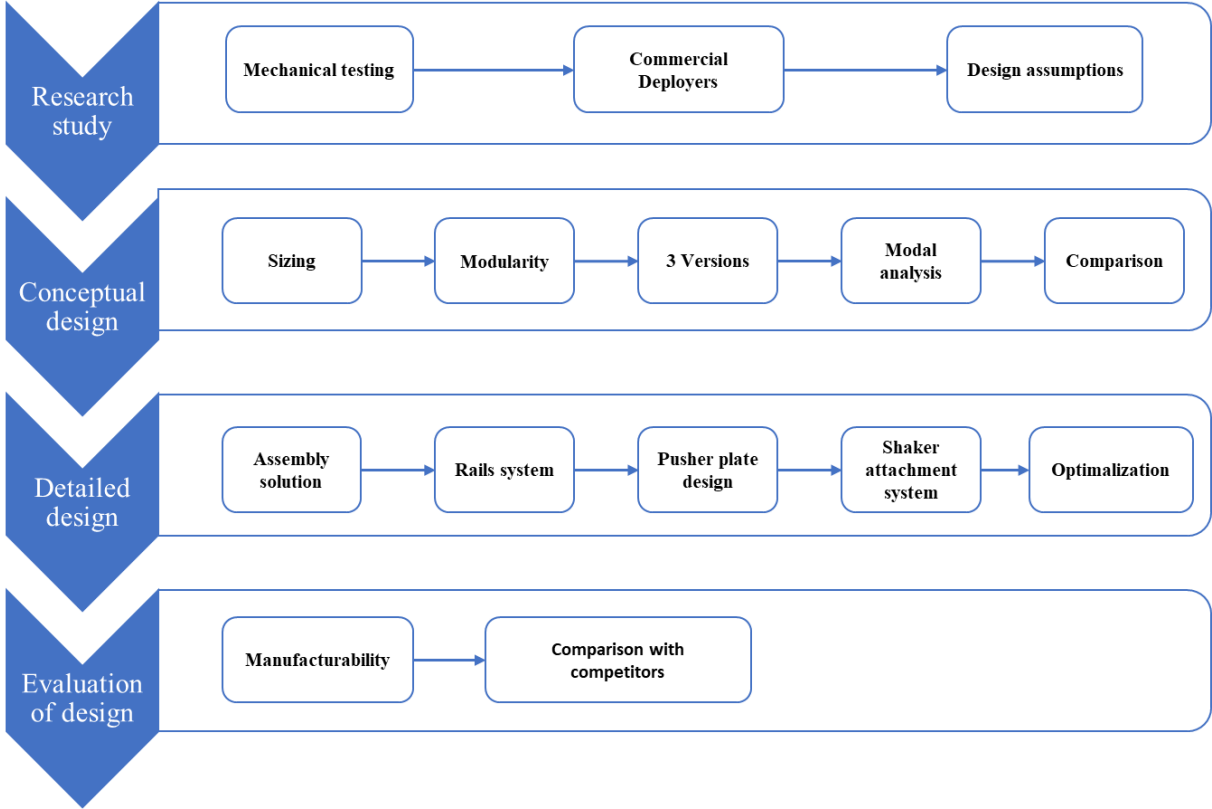 Research
study
Mechanical testing
Commercial
Deployers
Design assumptions
Conceptual
design
Sizing
Modularity
3 Versions
Modal
analysis
Comparison
Detailed
design
Assembly
solution
Rails system
Pusher plate
design
Shaker
attachment
system
Optimalization
Evaluation
of design
Manufacturability
Comparison with
competitors